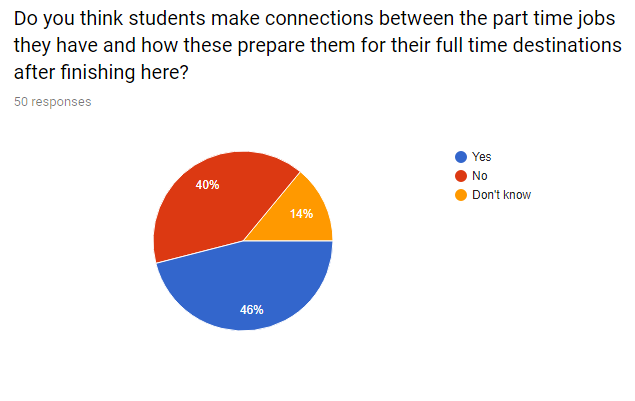 Do you think students make connections between the part time jobs
they have and how these prepare them for their full time destinations
after finishing here?
50 responses
Yes
No
Don't know
40%
14%
46%